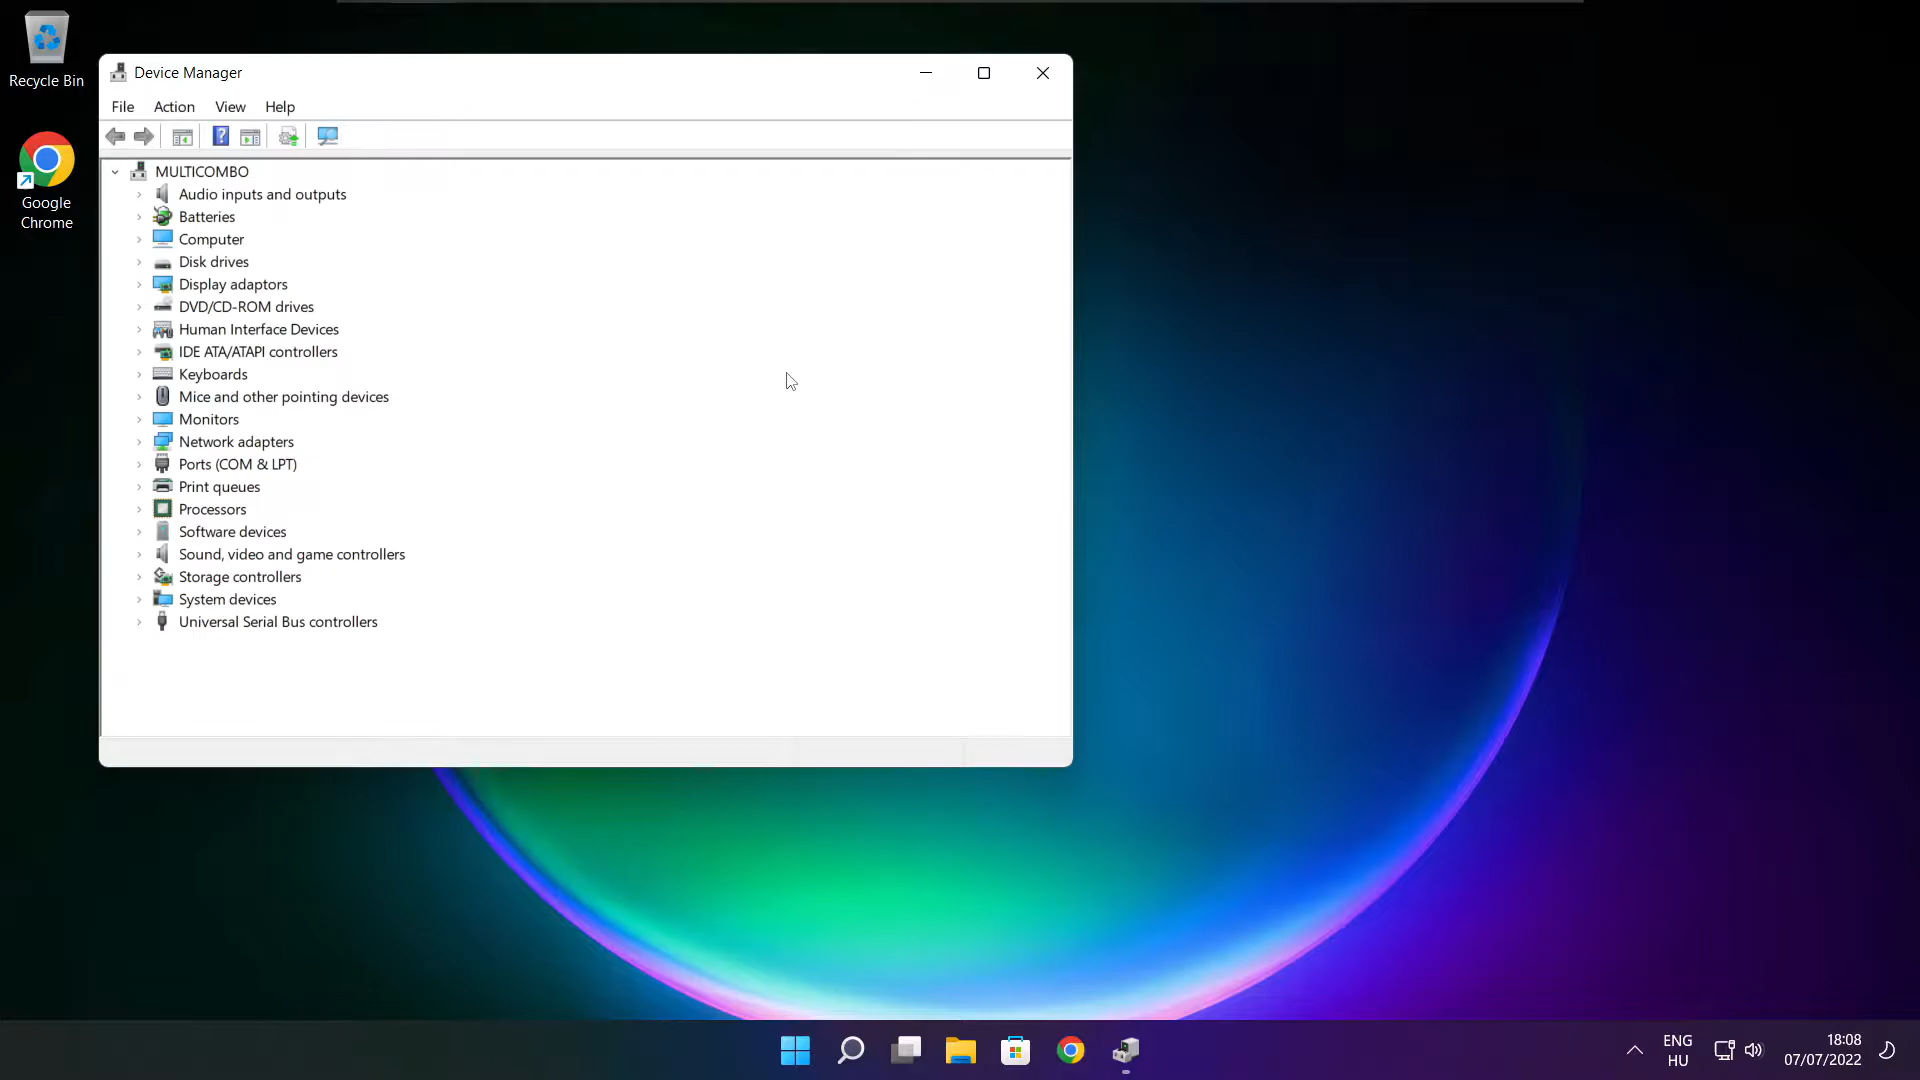 Recycle Bin
Google
Chrome
Device Manager
File Action View Help
MULTICOMBO
Audio inputs and outputs
Batteries
Computer
Disk drives
Display adaptors
DVD/CD-ROM drives
Human Interface Devices
IDE ATA/ATAPI controllers
Keyboards
Mice and other pointing devices
Monitors
Network adapters
Ports (COM & LPT)
Print queues
Processors
Software devices
Sound, video and game controllers
Storage controllers
System devices
Universal Serial Bus controllers
ENG
HU
18:08
07/07/2022